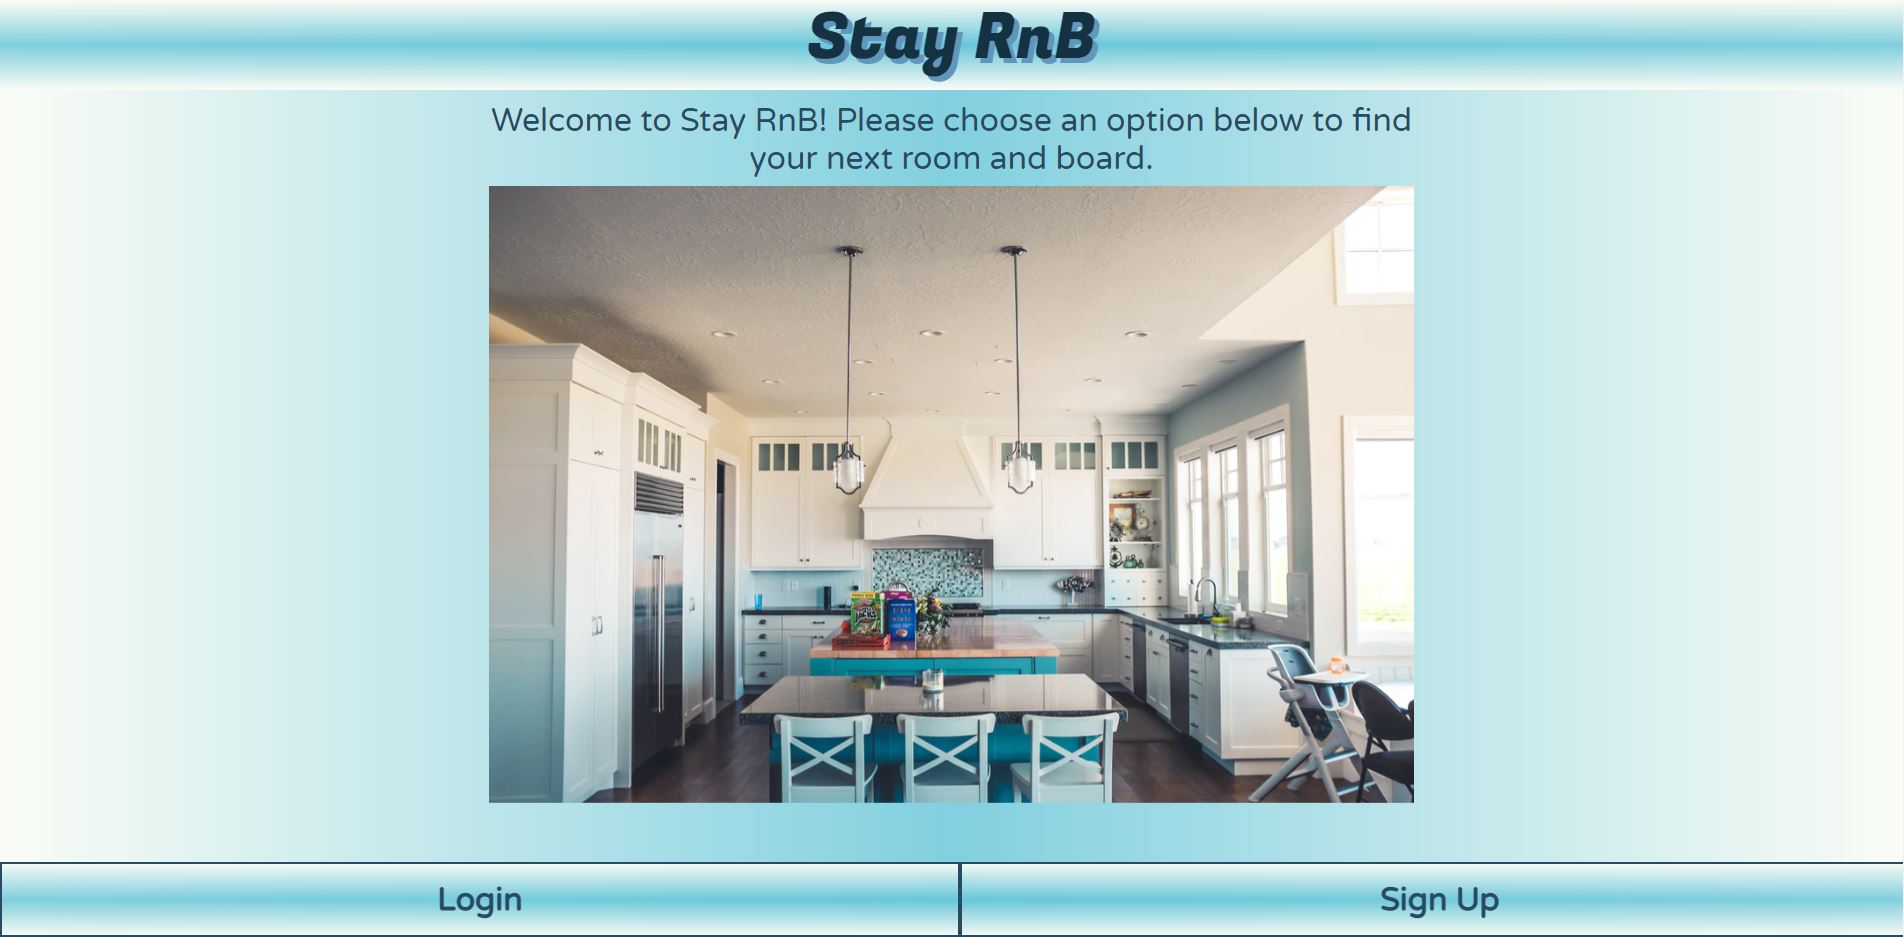 Stay RnB
Welcome to Stay RnB! Please choose an option below to find
your next room and board.
Login
Sign Up